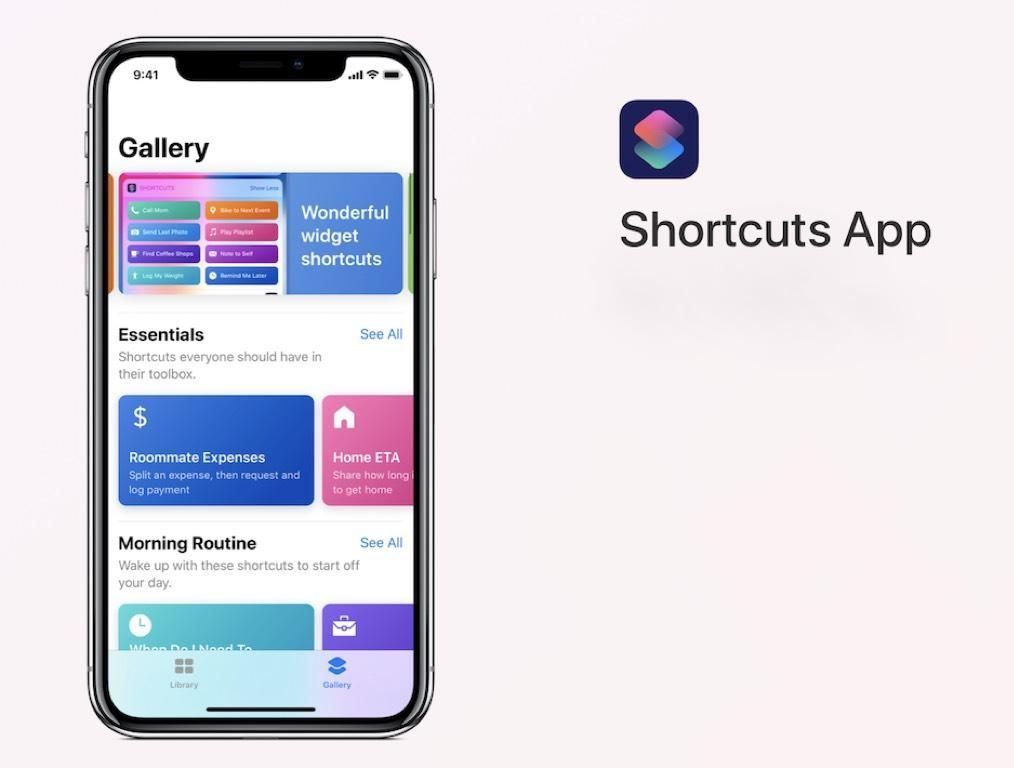 9:41
Gallery
SHORTCUTS
Show Less
Call Mom
Bike to Next Event
Send Last Photo
Play Playlist
Find Coffee Shops
Note to Self
Log My Weight
Remind Me Later
Wonderful
widget
shortcuts
Essentials
See All
Shortcuts everyone should have in
their toolbox.
$
Roommate Expenses
Split an expense, then request and
log payment
Home ETA
Share how long
to get home
Morning Routine
See All
Wake up with these shortcuts to start off
your day.
When Do I Need To
Library
Gallery
Shortcuts App